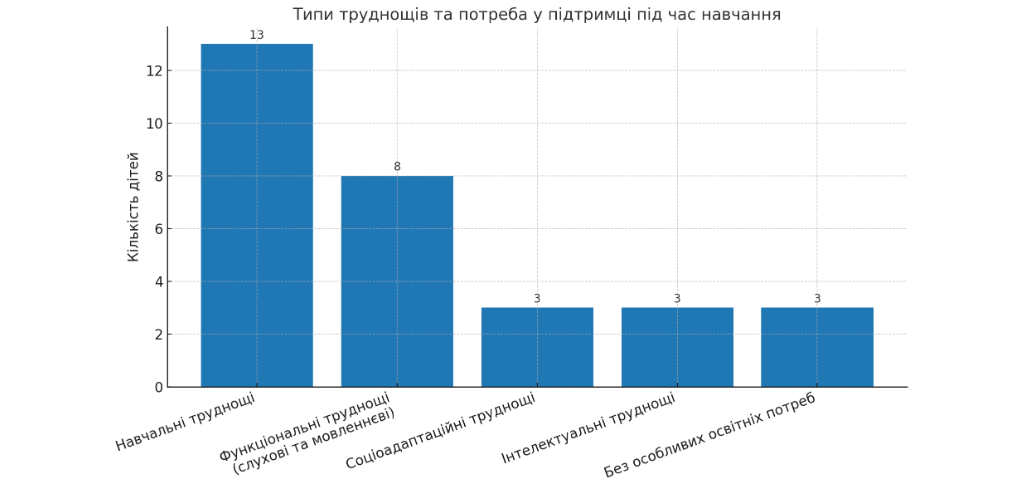 Типи труднощів та потреба у підтримці під час навчання
Кількість дітей
12
10
8
6
4
2
0
13
8
3
3
3
Навчальні труднощі
Функціональні труднощі
(слухові та мовленнєві)
Соціоадаптаційні труднощі
Інтелектуальні труднощі
Без особливих освітніх потреб